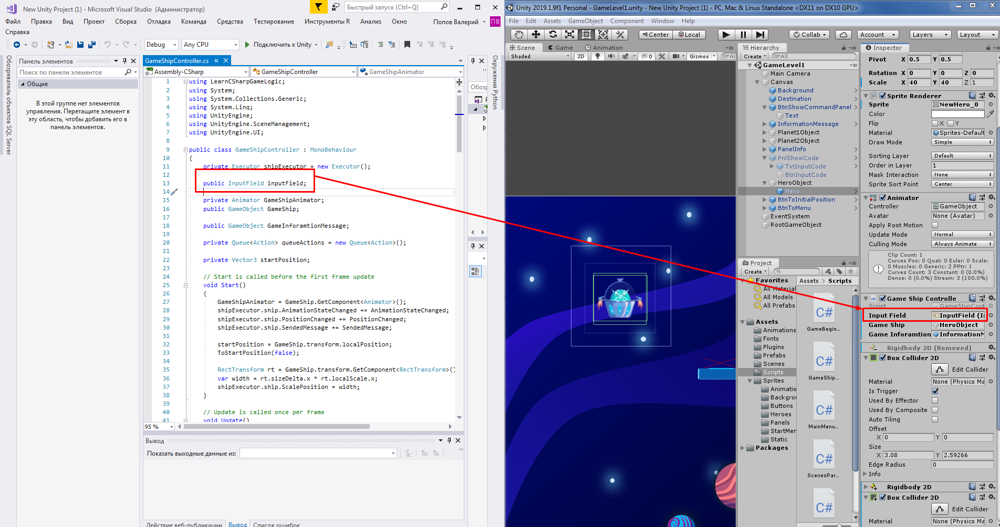 New Unity Project (1) - Microsoft Visual Studio (Администратор)
Быстрый запуск (Ctrl+Q)
Файл Правка Вид Проект Сборка Отладка Команда Средства Тестирование Инструменты R Анализ Окно
Попов Валерий ПВ
Справка
Debug Any CPU Подключить к Unity
Обозреватель объектов SQL Server
Панель элементов
Поиск по панели элементов
Общие
В этой группе нет элементов
управления. Перетащите элемент в
эту область, чтобы добавить его в
панель элементов.
GameShipController.cs
Assembly-CSharp GameShipController GameShipAnimator
1 using LearnCSharpGameLogic;
2 using System;
3 using System.Collections.Generic;
4 using System.Linq;
5 using UnityEngine;
6 using UnityEngine.SceneManagement;
7 using UnityEngine.UI;
8
9 public class GameShipController : MonoBehaviour
10 {
11 private Executor shipExecutor = new Executor();
12
13 public InputField inputField;
14
15 private Animator GameShipAnimator;
16 public GameObject GameShip;
17
18 public GameObject GameInforamtionMessage;
19
20 private Queue<Action> queueActions = new Queue<Action>();
21
22 private Vector3 startPosition;
23
24 // Start is called before the first frame update
25 void Start()
26 {
27 GameShipAnimator = GameShip.GetComponent<Animator>();
28 shipExecutor.ship.AnimationStateChanged += AnimationStateChanged;
29 shipExecutor.ship.PositionChanged += PositionChanged;
30 shipExecutor.ship.SendedMessage += SendedMessage;
31
32 startPosition = GameShip.transform.localPosition;
33 ToStartPosition(false);
34
35 RectTransform rt = GameShip.transform.GetComponent<RectTransform>()
36 var width = rt.sizeDelta.x * rt.localScale.x;
37 shipExecutor.ship.ScalePosition = width;
38 }
39
40 // Update is called once per frame
41 void Update()
95 %
Вывод
Показать выходные данные из:
Действие веб-публикации Вывод Список ошибок
Обозр
Окружения Python
Unity 2019.1.9f1 Personal - GameLevel1.unity - New Unity Project (1) - PC, Mac & Linux Standalone <DX11 on DX10 GPU>
File Edit Assets GameObject Component Window Help
Center Local Collab Account Layers Layout
Scene Game Animation
Shaded 2D 0 Gizmos All
Hierarchy
Create All
GameLevel1
Main Camera
Canvas
Background
Destination
BtnShowCommandPanel
Text
InformationMessage
Planet1Object
Planet2Object
PanelInfo
PnlShowCode
TxtInputCode
BtnInputCode
HeroObject
Hero
BtnToInitialPosition
BtnToMenu
EventSystem
RootGameObject
Project
Create
Favorites
All Material
All Models
All Prefabs
Assets
Animations
Fonts
Plugins
Prefabs
Scenes
Scripts
Sprites
Animatio
Backgrou
Buttons
Heroes
Panels
StartMer
Static
Packages
Assets > Scripts
C#
GameBegin...
C#
GameShip...
C#
MainMenu...
C#
ScenesPar...
C#
Inspector
Pivot X 0.5 Y 0.5
Rotation X 0 Y 0 Z 0
Scale X 40 Y 40 Z 1
Sprite Renderer
Sprite NewHero_0
Color
Flip X Y
Material Sprites-Default
Draw Mode Simple
Sorting Layer Default
Order in Layer 1
Mask Interaction None
Sprite Sort Point Center
Animator
Controller GameObject
Avatar None (Avatar)
Apply Root Motion
Update Mode Normal
Culling Mode Always Animate
Clip Count: 1
Curves Pos: 0 Quat: 0 Euler: 0 Scale:
0 Muscles: 0 Generic: 2 PPtr: 1
Curves Count: 3 Constant: 0 (0.0%)
Dense: 0 (0.0%) Stream: 3 (100.0%)
Game Ship Controlle
Script GameShipCont
Input Field InputField (I
Game Ship HeroObject
Game Inforamtion InformationM
Rigidbody 2D (Removed)
Box Collider 2D
Edit Collider
Material None (Physics Ma
Is Trigger
Used By Effector
Used By Composite
Auto Tiling
Offset
X 0 Y 0
Size
X 3.08 Y 2.59266
Edge Radius 0
Info
Rigidbody 2D
Box Collider 2D
Edit Collider
Material None (Physics Ma